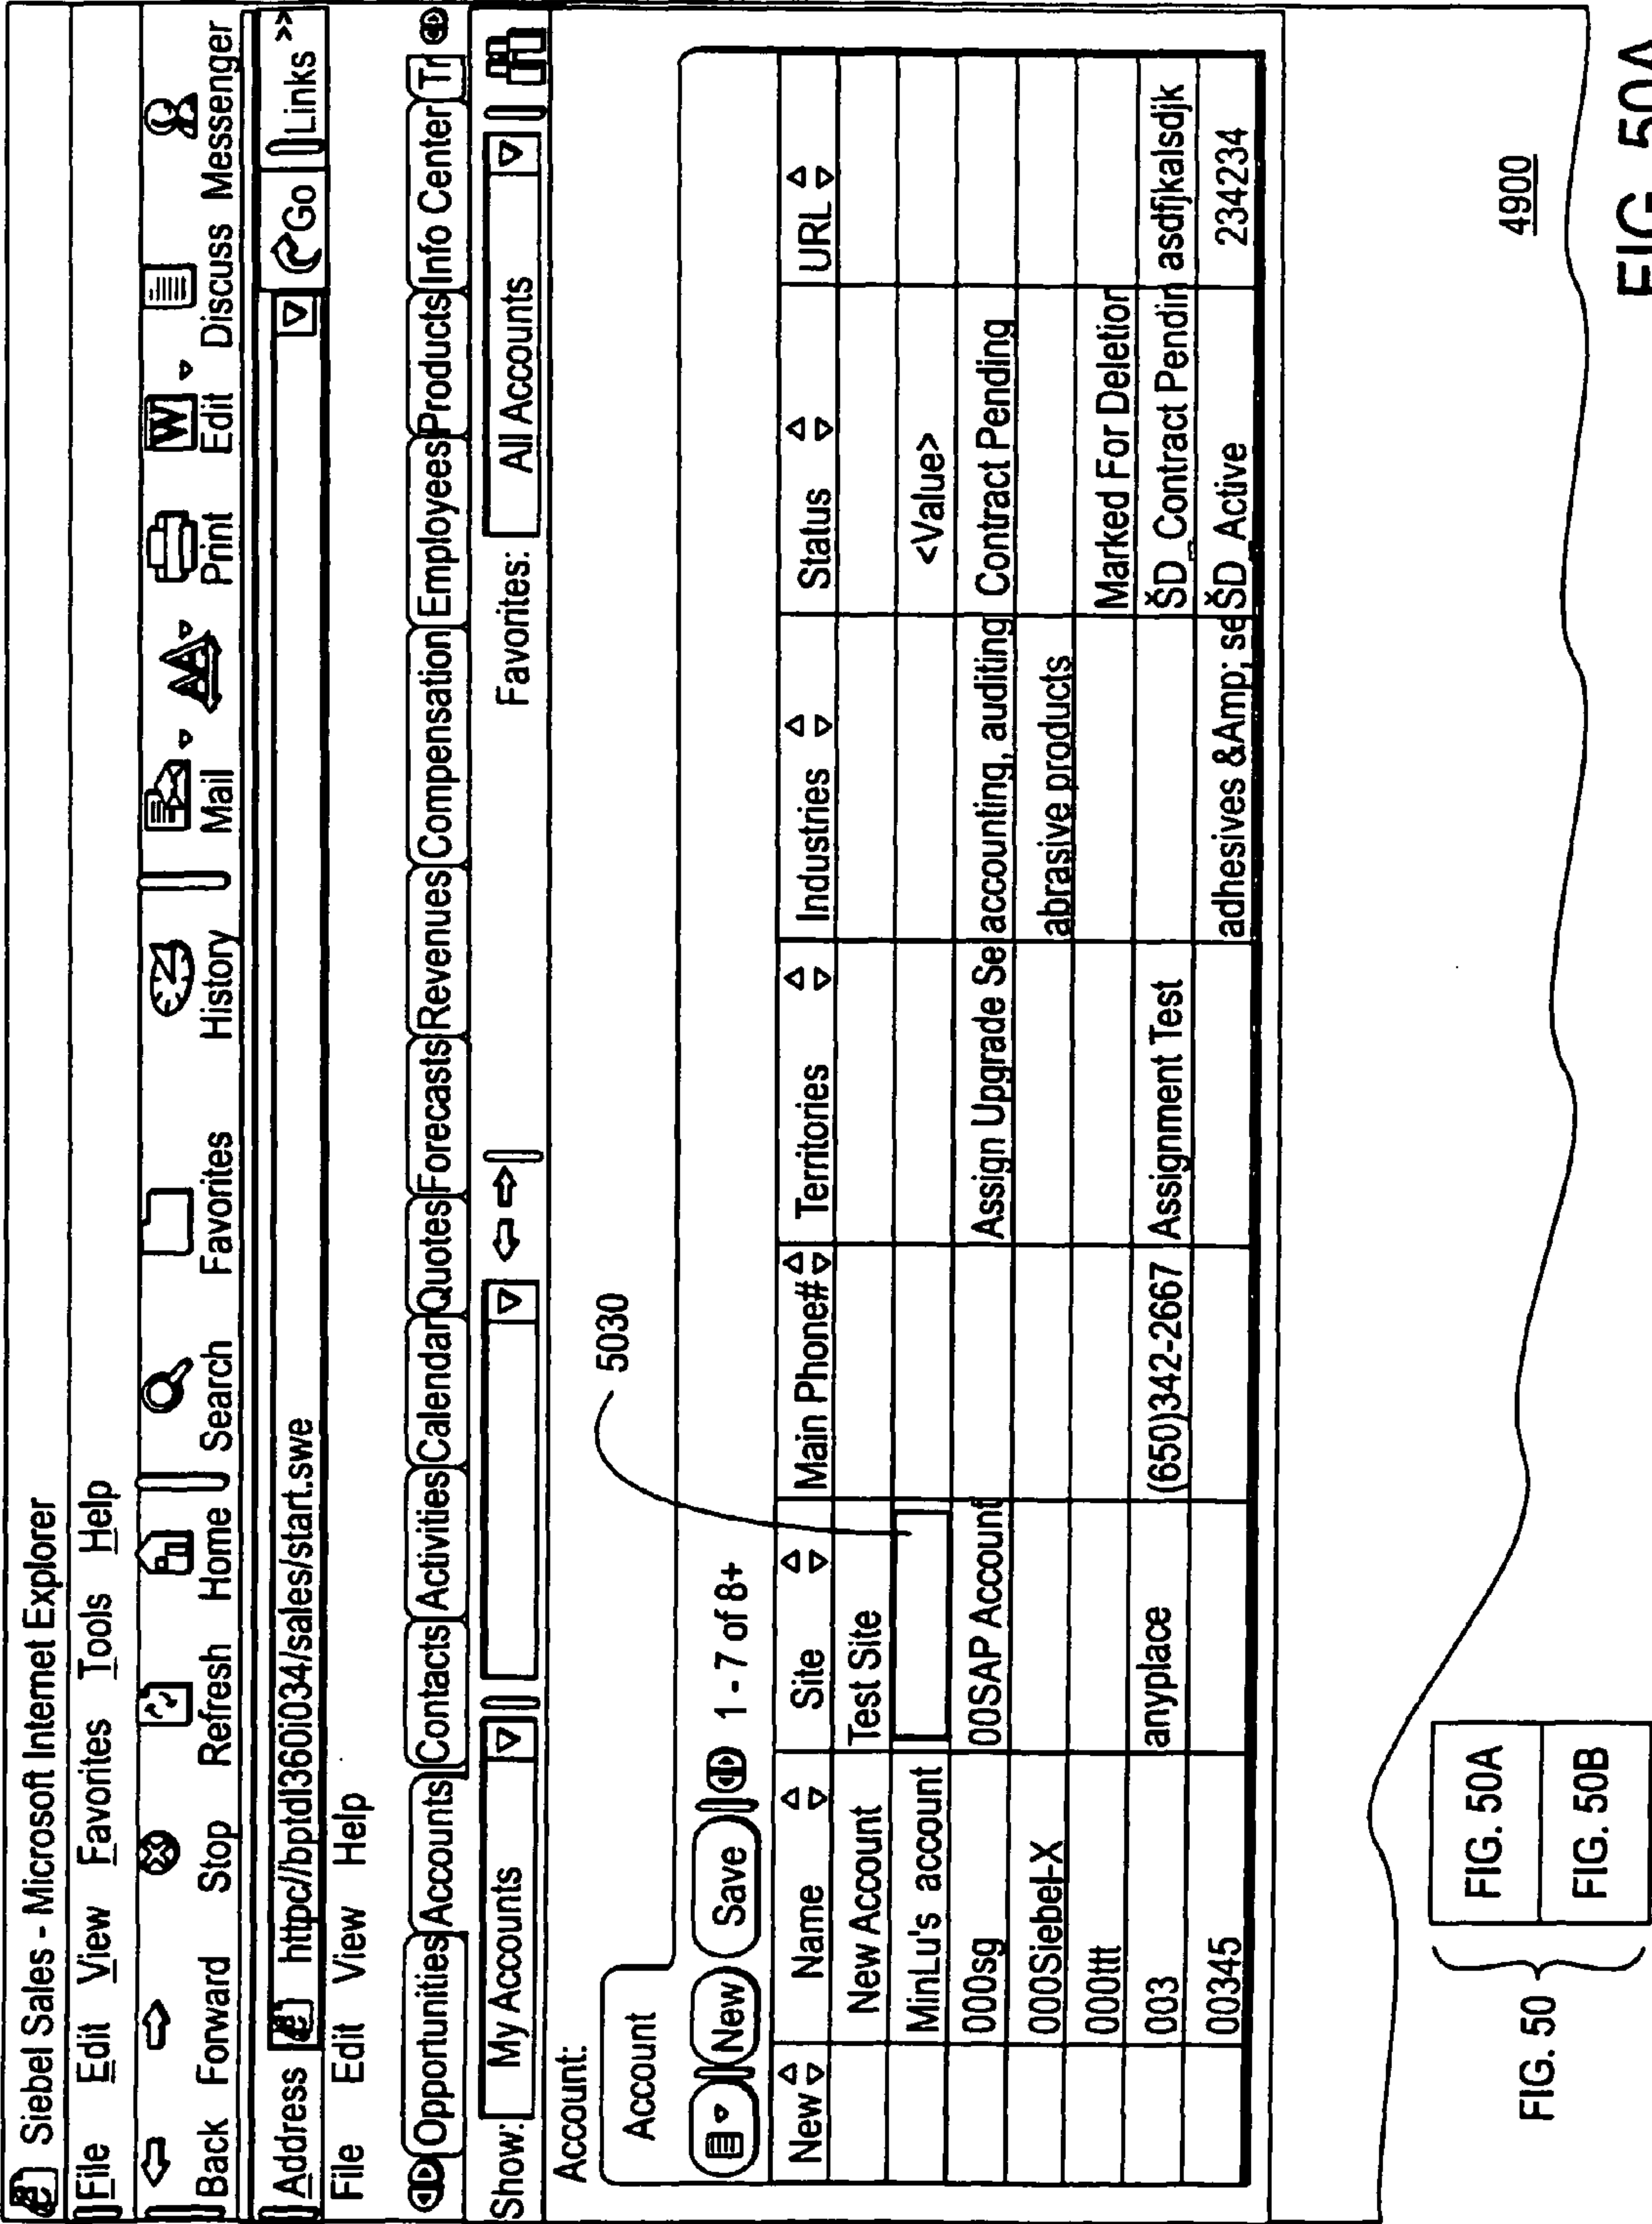 Siebel Sales - Microsoft Internet Explorer
File Edit View Favorites Tools Help
Back Forward Stop Refresh Home Search Favorites History Mail Print Edit Discuss Messenger
Address httpc//bptdl360i034/sales/start.swe Go Links >>
File Edit View Help
Opportunities Accounts Contacts Activities Calendar Quotes Forecasts Revenues Compensation Employees Products Info Center Tr
Show: My Accounts Favorites: All Accounts
Account:
5030
Account
New Save 1 - 7 of 8+
New Name Site Main Phone# Territories Industries Status URL
New Account Test Site
MinLu's account <Value>
000sg 00SAP Account Assign Upgrade Se accounting, auditing Contract Pending
000Siebel-X abrasive products
000ttt Marked For Deletion
003 anyplace (650)342-2667 Assignment Test ŠD_Contract Pendin asdfjkalsdjk
00345 adhesives &Amp; se ŠD_Active 234234
4900
FIG. 50
FIG. 50A
FIG. 50B
FIG. 50A